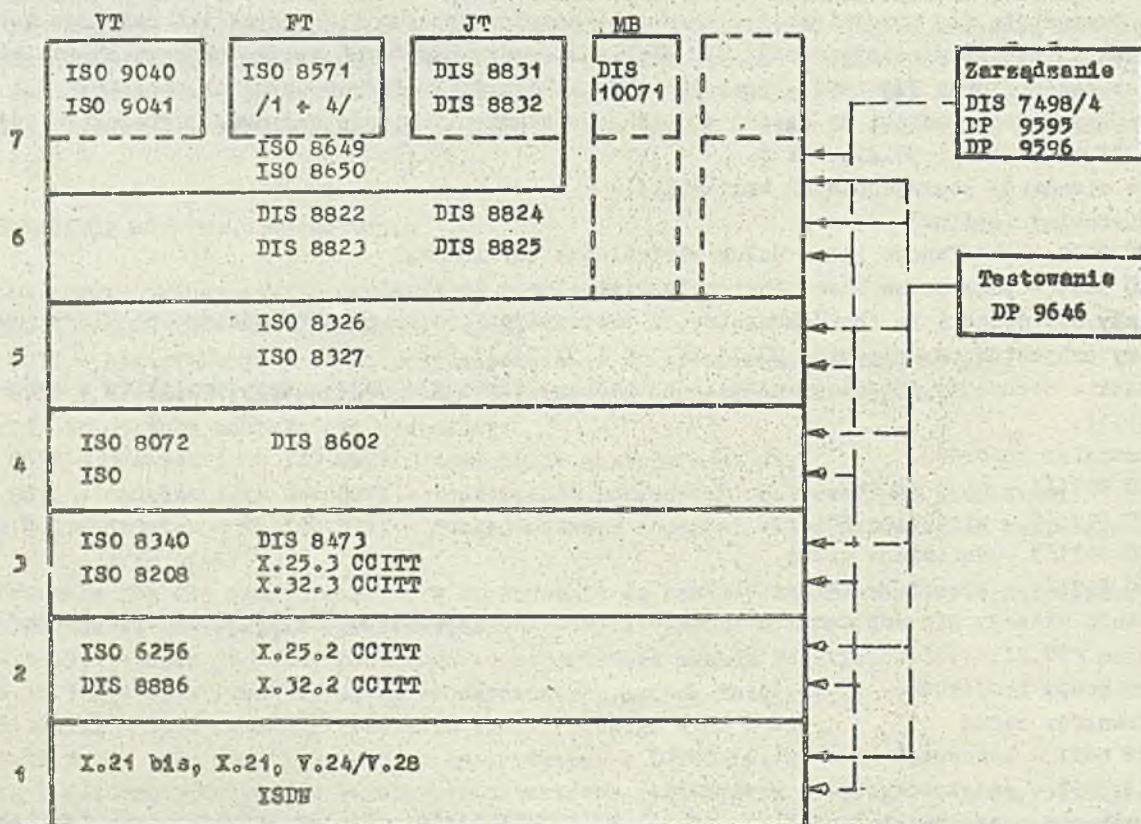 VT FT JT MB
ISO 9040 ISO 8571 DIS 8831 DIS
ISO 9041 /1 ÷ 4/ DIS 8832 10071
7
ISO 8649
ISO 8650
DIS 8822 DIS 8824
6
DIS 8823 DIS 8825
ISO 8326
5
ISO 8327
ISO 8072 DIS 8602
4
ISO
ISO 8340 DIS 8473
3 X.25.3 CCITT
ISO 8208 X.32.3 CCITT
ISO 6256 X.25.2 CCITT
2
DIS 8886 X.32.2 CCITT
X.21 bis, X.21, V.24/V.28
1
ISDN
Zarządzanie
DIS 7498/4
DP 9595
DP 9596
Testowanie
DP 9646